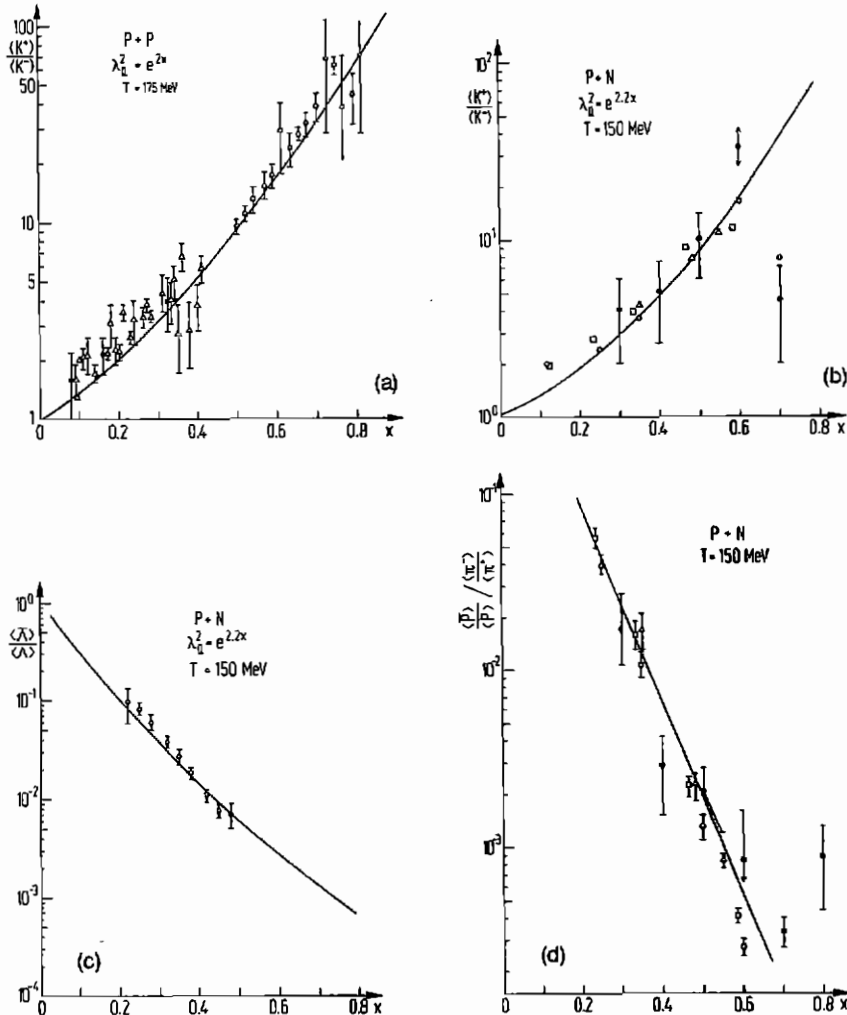 100
⟨K⁺⟩
⟨K⁻⟩
50
10
5
1
P + P
λ_q² = e^{2x}
T = 175 MeV
(a)
0 0.2 0.4 0.6 0.8 x
10²
⟨K⁺⟩
⟨K⁻⟩
10¹
10⁰
P + N
λ_q² = e^{2.2x}
T = 150 MeV
(b)
0 0.2 0.4 0.6 0.8 x
10⁰
⟨Λ̄⟩
⟨Λ⟩
10⁻¹
10⁻²
10⁻³
10⁻⁴
P + N
λ_q² = e^{2.2x}
T = 150 MeV
(c)
0 0.2 0.4 0.6 0.8 x
10⁻¹
⟨P̄⟩/⟨P⟩ / ⟨π⁻⟩/⟨π⁺⟩
10⁻²
10⁻³
P + N
T = 150 MeV
(d)
0 0.2 0.4 0.6 0.8 x